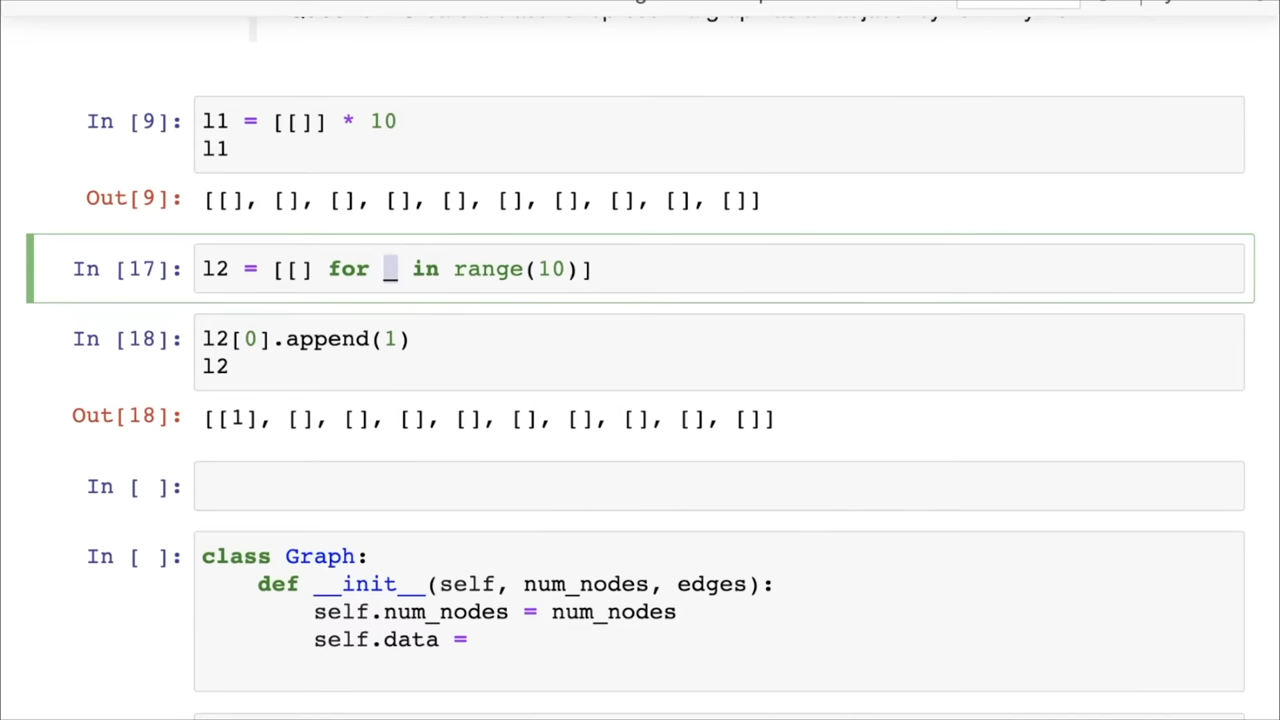 In [9]: l1 = [[]] * 10
l1
Out[9]: [[], [], [], [], [], [], [], [], [], []]
In [17]: l2 = [[] for _ in range(10)]
In [18]: l2[0].append(1)
l2
Out[18]: [[1], [], [], [], [], [], [], [], [], []]
In [ ]:
In [ ]: class Graph:
def __init__(self, num_nodes, edges):
self.num_nodes = num_nodes
self.data =